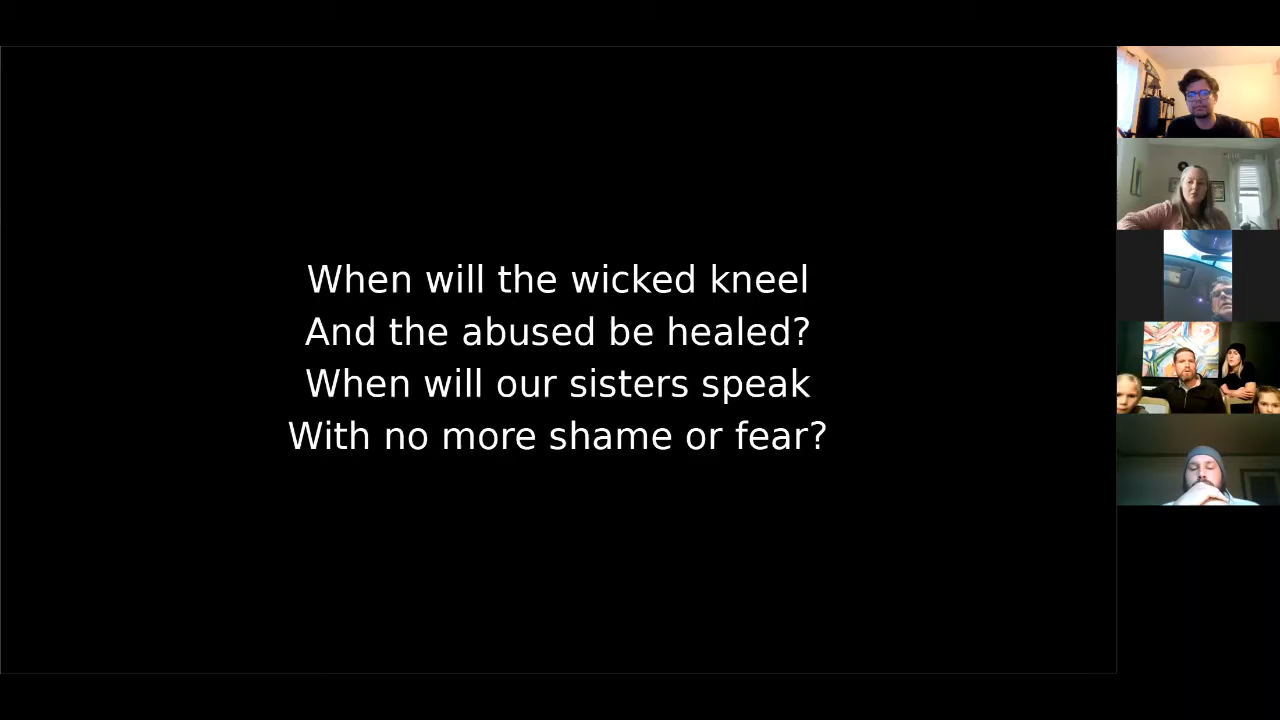 When will the wicked kneel
And the abused be healed?
When will our sisters speak
With no more shame or fear?